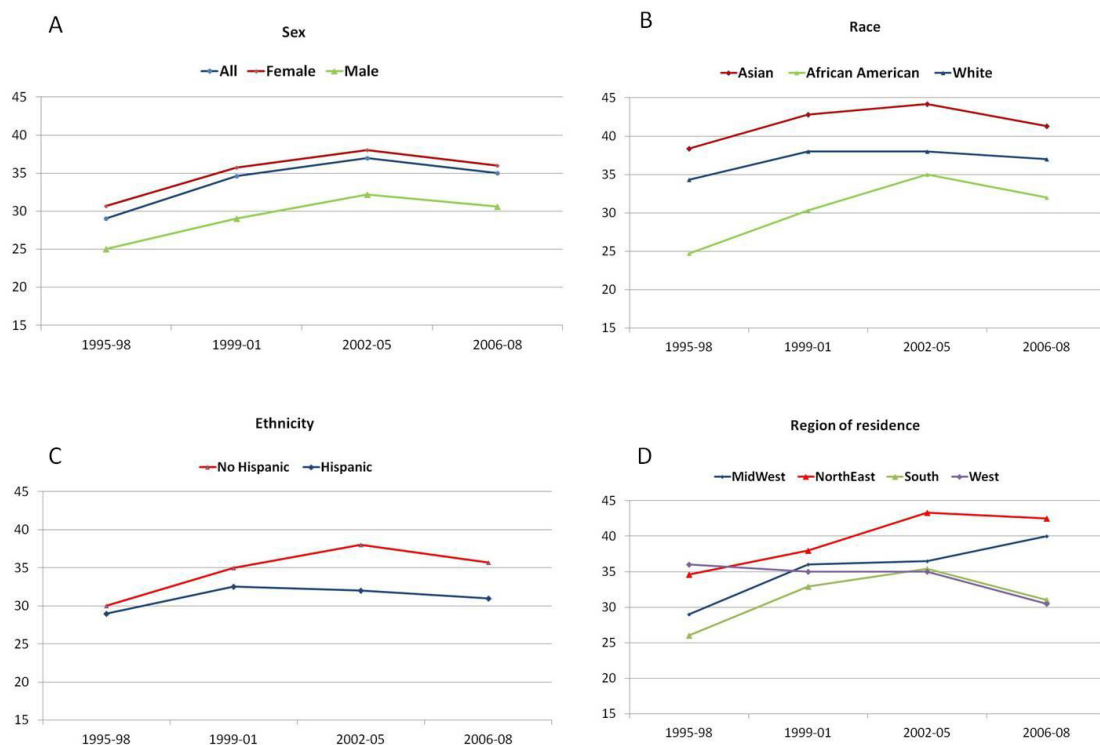 A
Sex
All Female Male
45
40
35
30
25
20
15
1995-98 1999-01 2002-05 2006-08
B
Race
Asian African American White
45
40
35
30
25
20
15
1995-98 1999-01 2002-05 2006-08
C
Ethnicity
No Hispanic Hispanic
45
40
35
30
25
20
15
1995-98 1999-01 2002-05 2006-08
D
Region of residence
MidWest NorthEast South West
45
40
35
30
25
20
15
1995-98 1999-01 2002-05 2006-08